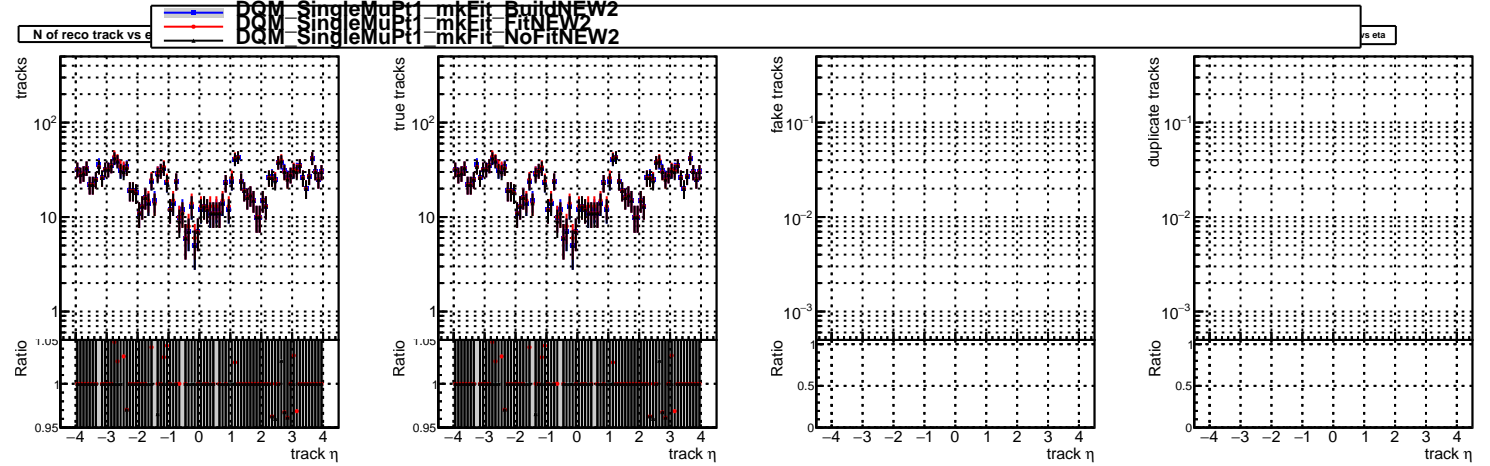 DQM_SingleMuPt1_mkFit_BuildNEW2
DQM_SingleMuPt1_mkFit_FitNEW2
DQM_SingleMuPt1_mkFit_NoFitNEW2
N of reco track vs e
vs eta
tracks
10²
10
1
Ratio
1.05
1
0.95
−4 −3 −2 −1 0 1 2 3 4
track η
true tracks
10²
10
1
Ratio
1.05
1
0.95
−4 −3 −2 −1 0 1 2 3 4
track η
fake tracks
10⁻¹
10⁻²
10⁻³
Ratio
1
0.5
0
−4 −3 −2 −1 0 1 2 3 4
track η
duplicate tracks
10⁻¹
10⁻²
10⁻³
Ratio
1
0.5
0
−4 −3 −2 −1 0 1 2 3 4
track η